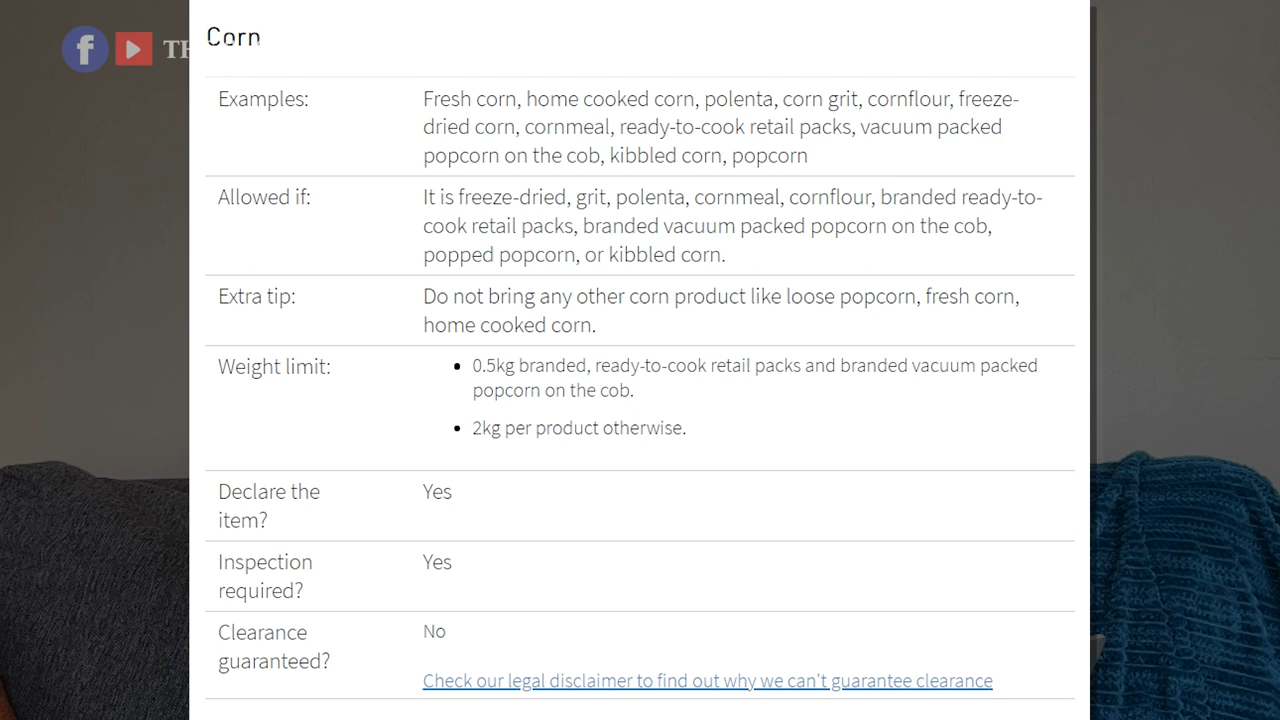 f
TH
Corn
Examples:
Fresh corn, home cooked corn, polenta, corn grit, cornflour, freeze-
dried corn, cornmeal, ready-to-cook retail packs, vacuum packed
popcorn on the cob, kibbled corn, popcorn
Allowed if:
It is freeze-dried, grit, polenta, cornmeal, cornflour, branded ready-to-
cook retail packs, branded vacuum packed popcorn on the cob,
popped popcorn, or kibbled corn.
Extra tip:
Do not bring any other corn product like loose popcorn, fresh corn,
home cooked corn.
Weight limit:
• 0.5kg branded, ready-to-cook retail packs and branded vacuum packed
popcorn on the cob.
• 2kg per product otherwise.
Declare the
item?
Yes
Inspection
required?
Yes
Clearance
guaranteed?
No
Check our legal disclaimer to find out why we can't guarantee clearance